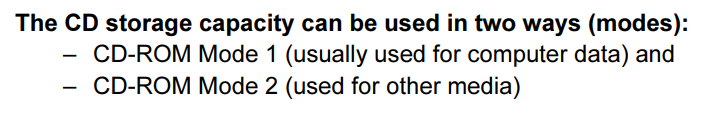 The CD storage capacity can be used in two ways (modes):
– CD-ROM Mode 1 (usually used for computer data) and
– CD-ROM Mode 2 (used for other media)